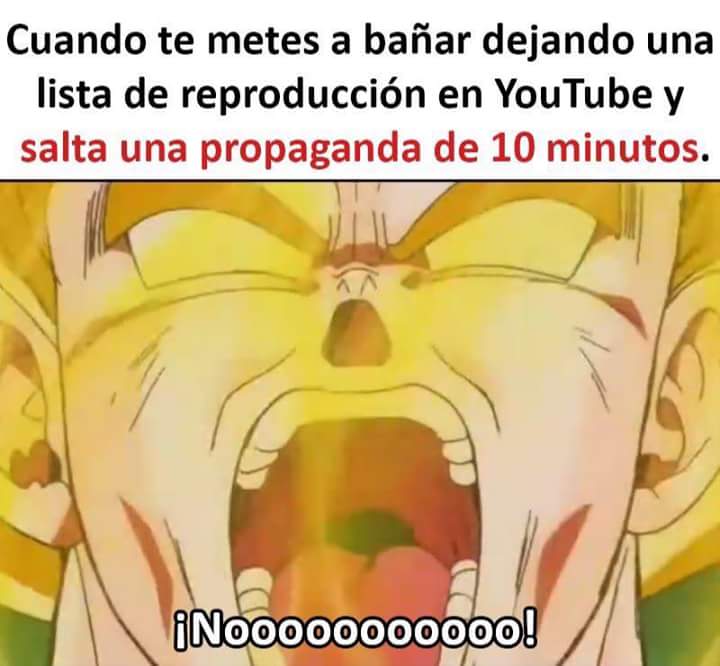 Cuando te metes a bañar dejando una
lista de reproducción en YouTube y
salta una propaganda de 10 minutos.
¡Noooooooooooo!